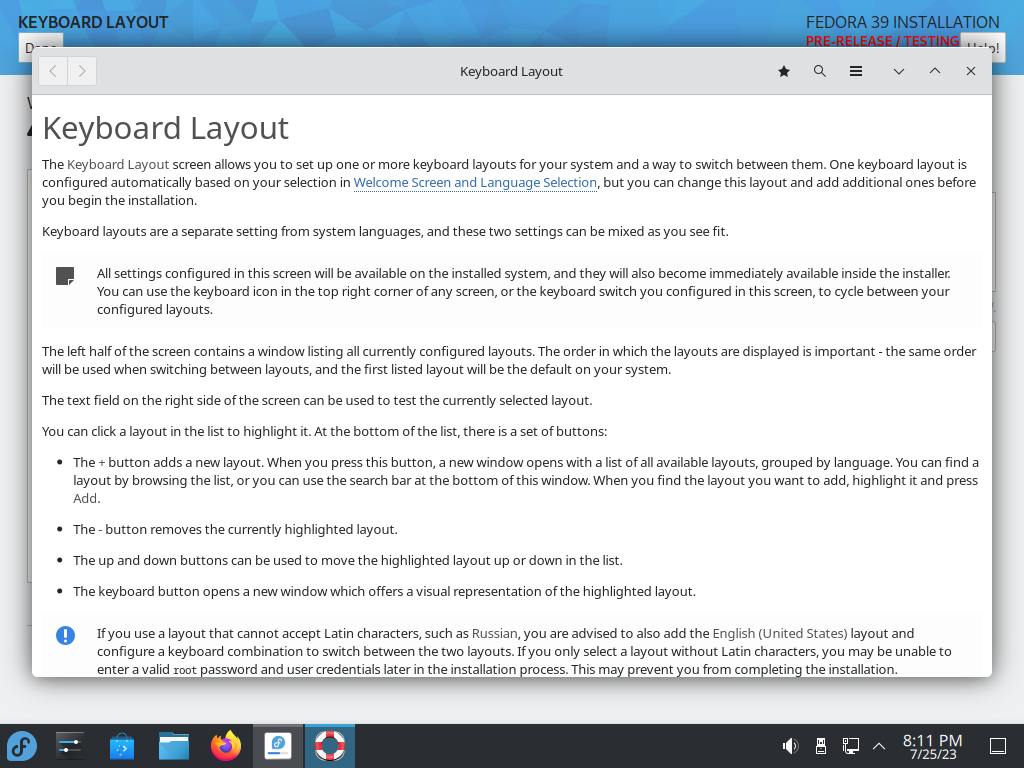 KEYBOARD LAYOUT
FEDORA 39 INSTALLATION
PRE-RELEASE / TESTING
Keyboard Layout
Keyboard Layout
The Keyboard Layout screen allows you to set up one or more keyboard layouts for your system and a way to switch between them. One keyboard layout is
configured automatically based on your selection in Welcome Screen and Language Selection, but you can change this layout and add additional ones before
you begin the installation.
Keyboard layouts are a separate setting from system languages, and these two settings can be mixed as you see fit.
All settings configured in this screen will be available on the installed system, and they will also become immediately available inside the installer.
You can use the keyboard icon in the top right corner of any screen, or the keyboard switch you configured in this screen, to cycle between your
configured layouts.
The left half of the screen contains a window listing all currently configured layouts. The order in which the layouts are displayed is important - the same order
will be used when switching between layouts, and the first listed layout will be the default on your system.
The text field on the right side of the screen can be used to test the currently selected layout.
You can click a layout in the list to highlight it. At the bottom of the list, there is a set of buttons:
• The + button adds a new layout. When you press this button, a new window opens with a list of all available layouts, grouped by language. You can find a
layout by browsing the list, or you can use the search bar at the bottom of this window. When you find the layout you want to add, highlight it and press
Add.
• The - button removes the currently highlighted layout.
• The up and down buttons can be used to move the highlighted layout up or down in the list.
• The keyboard button opens a new window which offers a visual representation of the highlighted layout.
If you use a layout that cannot accept Latin characters, such as Russian, you are advised to also add the English (United States) layout and
configure a keyboard combination to switch between the two layouts. If you only select a layout without Latin characters, you may be unable to
enter a valid root password and user credentials later in the installation process. This may prevent you from completing the installation.
8:11 PM
7/25/23